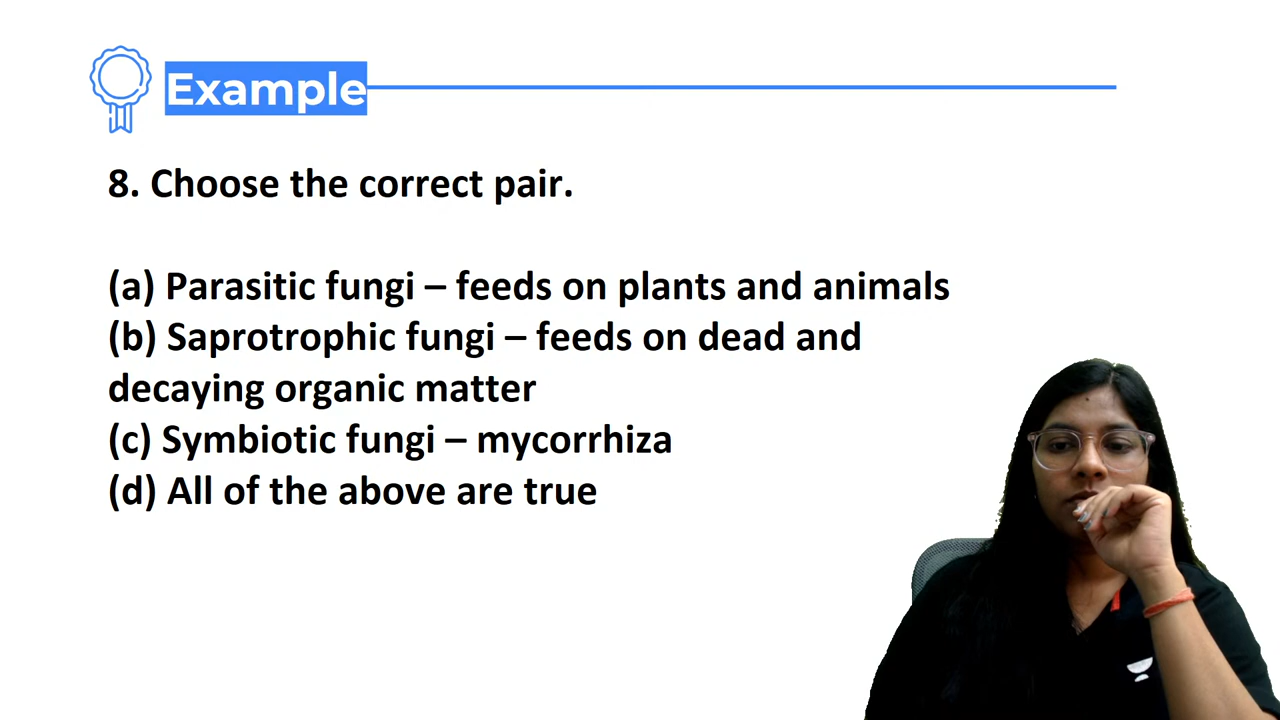 Example
8. Choose the correct pair.
(a) Parasitic fungi – feeds on plants and animals
(b) Saprotrophic fungi – feeds on dead and
decaying organic matter
(c) Symbiotic fungi – mycorrhiza
(d) All of the above are true